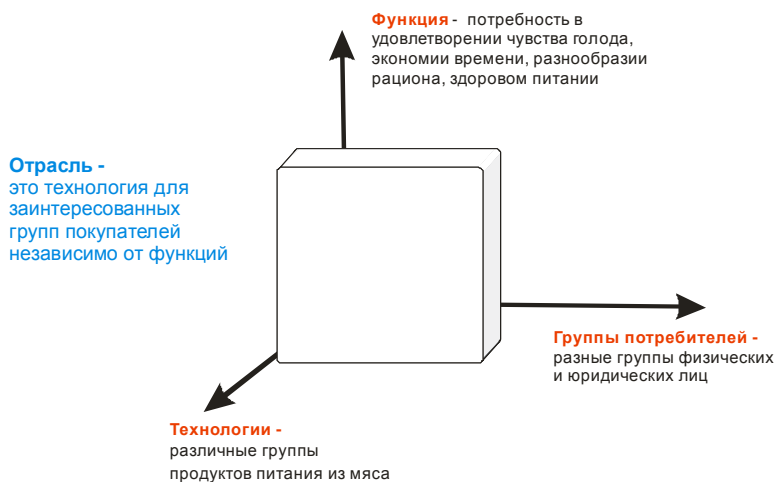 Функция - потребность в
удовлетворении чувства голода,
экономии времени, разнообразии
рациона, здоровом питании
Отрасль -
это технология для
заинтересованных
групп покупателей
независимо от функций
Группы потребителей -
разные группы физических
и юридических лиц
Технологии -
различные группы
продуктов питания из мяса